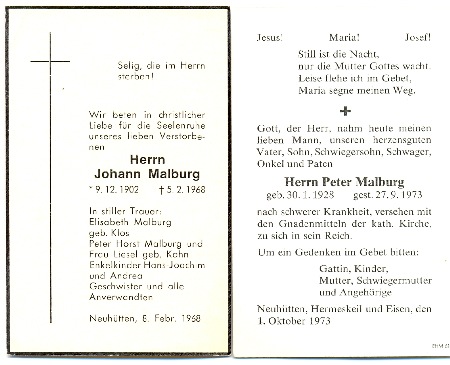 Selig, die im Herrn
starben!
Wir beten in christlicher
Liebe für die Seelenruhe
unseres lieben Verstorbe-
nen
Herrn
Johann Malburg
* 9. 12. 1902 † 5. 2. 1968
In stiller Trauer:
Elisabeth Malburg
geb. Klos
Peter Horst Malburg und
Frau Liesel, geb. Kahn
Enkelkinder Hans Joachim
und Andrea
Geschwister und alle
Anverwandten
Neuhütten, 8. Febr. 1968
Jesus! Maria! Josef!
Still ist die Nacht,
nur die Mutter Gottes wacht.
Leise flehe ich im Gebet,
Maria segne meinen Weg.
Gott, der Herr, nahm heute meinen
lieben Mann, unseren herzensguten
Vater, Sohn, Schwiegersohn, Schwager,
Onkel und Paten
Herrn Peter Malburg
geb. 30. 1. 1928 gest. 27. 9. 1973
nach schwerer Krankheit, versehen mit
den Gnadenmitteln der kath. Kirche,
zu sich in sein Reich.
Um ein Gedenken im Gebet bitten:
Gattin, Kinder,
Mutter, Schwiegermutter
und Angehörige
Neuhütten, Hermeskeil und Eisen, den
1. Oktober 1973